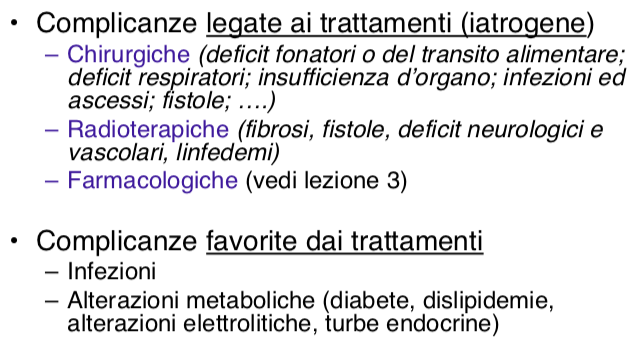 • Complicanze legate ai trattamenti (iatrogene)
– Chirurgiche (deficit fonatori o del transito alimentare;
deficit respiratori; insufficienza d'organo; infezioni ed
ascessi; fistole; ….)
– Radioterapiche (fibrosi, fistole, deficit neurologici e
vascolari, linfedemi)
– Farmacologiche (vedi lezione 3)
• Complicanze favorite dai trattamenti
– Infezioni
– Alterazioni metaboliche (diabete, dislipidemie,
alterazioni elettrolitiche, turbe endocrine)